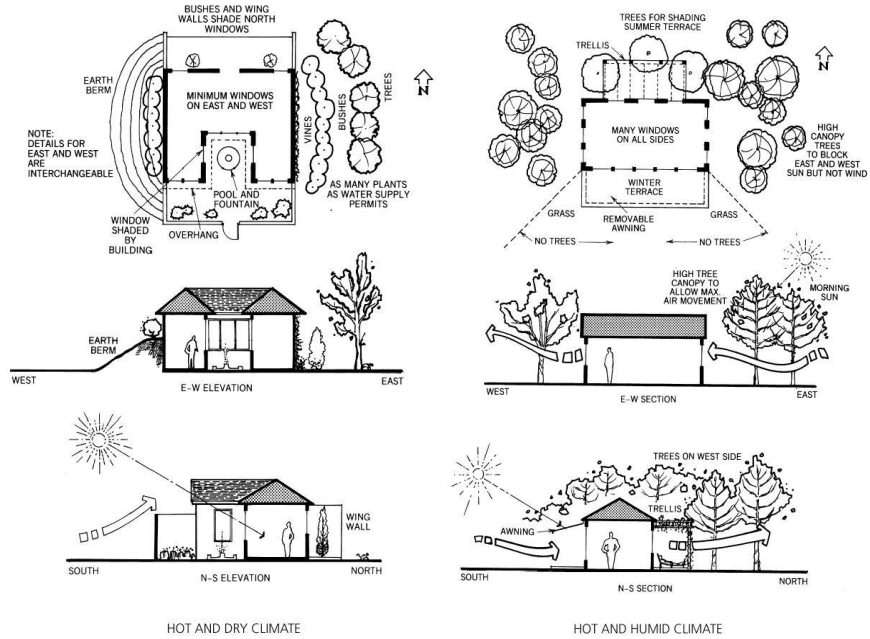 BUSHES AND WING
WALLS SHADE NORTH
WINDOWS
EARTH
BERM
MINIMUM WINDOWS
ON EAST AND WEST
VINES
BUSHES
TREES
N
NOTE:
DETAILS FOR
EAST AND WEST
ARE
INTERCHANGEABLE
POOL AND
FOUNTAIN
AS MANY PLANTS
AS WATER SUPPLY
PERMITS
WINDOW
SHADED
BY
BUILDING
OVERHANG
EARTH
BERM
WEST
EAST
E-W ELEVATION
WING
WALL
SOUTH
NORTH
N-S ELEVATION
HOT AND DRY CLIMATE
TREES FOR SHADING
SUMMER TERRACE
TRELLIS
N
MANY WINDOWS
ON ALL SIDES
HIGH
CANOPY
TREES
TO BLOCK
EAST AND WEST
SUN BUT NOT WIND
WINTER
TERRACE
GRASS
GRASS
REMOVABLE
AWNING
NO TREES
NO TREES
HIGH TREE
CANOPY TO
ALLOW MAX.
AIR MOVEMENT
MORNING
SUN
WEST
EAST
E-W SECTION
TREES ON WEST SIDE
TRELLIS
AWNING
SOUTH
NORTH
N-S SECTION
HOT AND HUMID CLIMATE